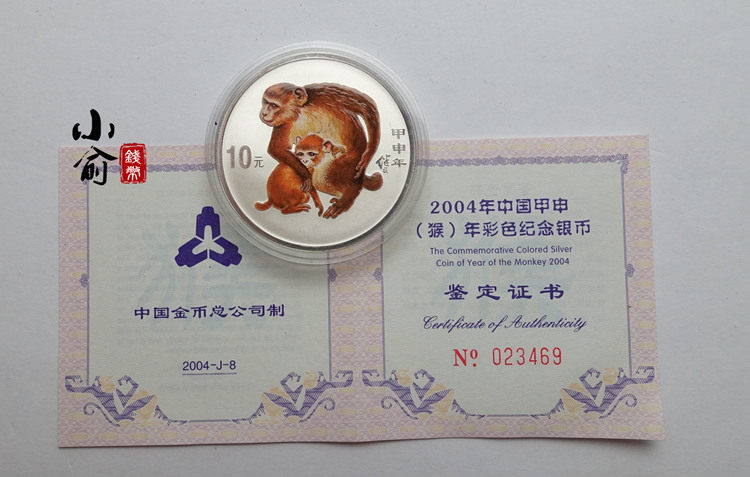 小
俞
錢幣
10元
甲
申
年
中国金币总公司制
2004-J-8
2004年中国甲申
（猴）年彩色纪念银币
The Commemorative Colored Silver
Coin of Year of the Monkey 2004
鉴定证书
Certificate of Authenticity
Nº 023469